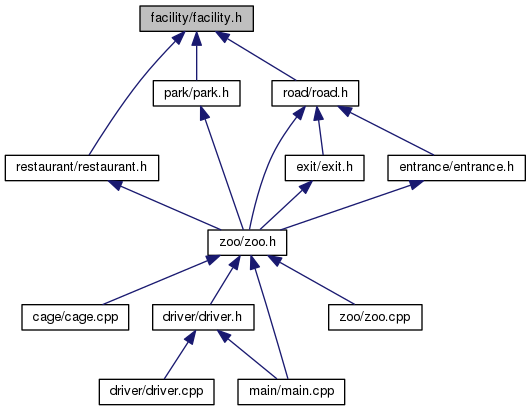 facility/facility.h
park/park.h
road/road.h
restaurant/restaurant.h
exit/exit.h
entrance/entrance.h
zoo/zoo.h
cage/cage.cpp
driver/driver.h
zoo/zoo.cpp
driver/driver.cpp
main/main.cpp